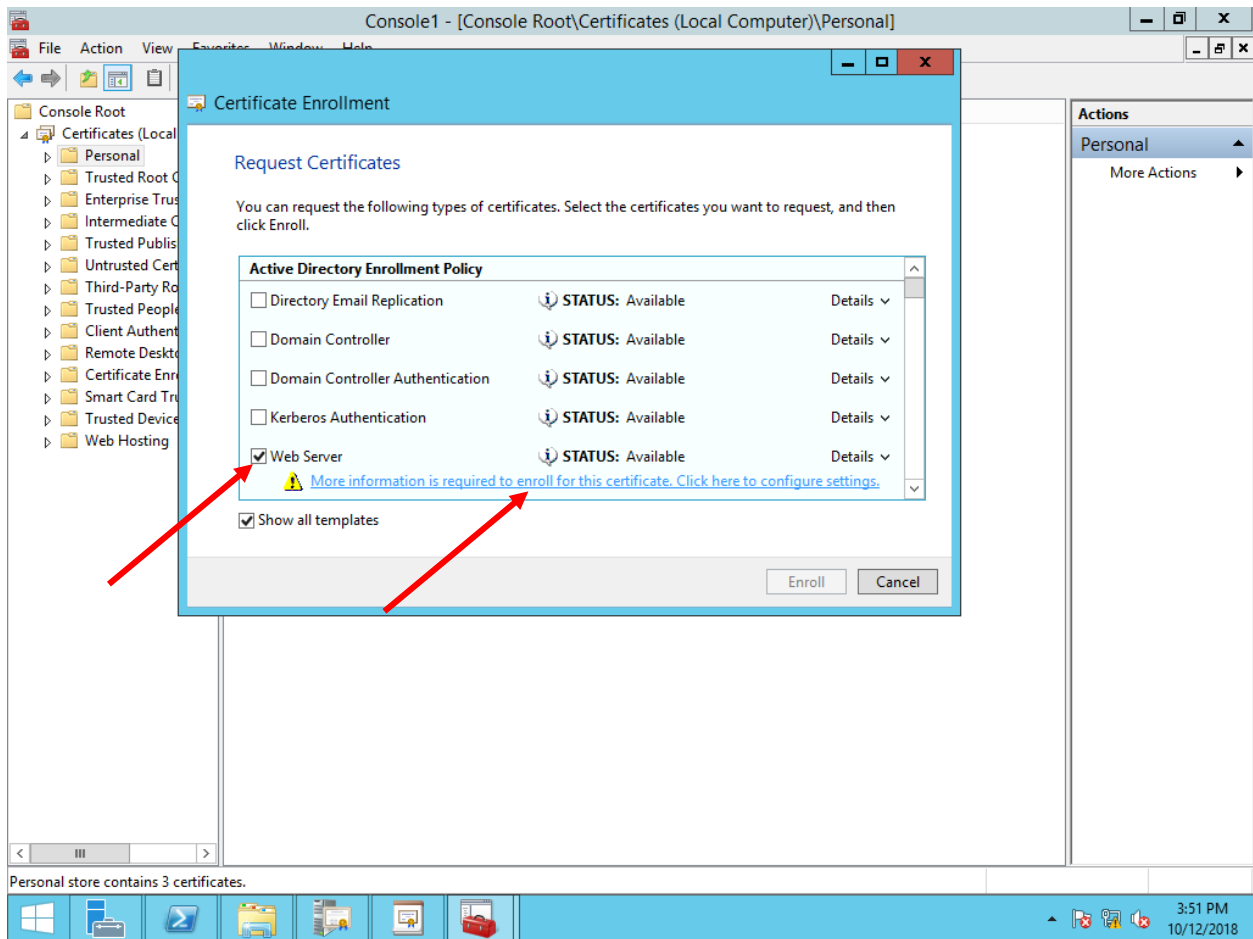 Console1 - [Console Root\Certificates (Local Computer)\Personal]
File Action View Favorites Window Help
Certificate Enrollment
Console Root
Certificates (Local
Personal
Trusted Root C
Enterprise Trus
Intermediate C
Trusted Publis
Untrusted Cert
Third-Party Ro
Trusted People
Client Authent
Remote Deskto
Certificate Enro
Smart Card Tru
Trusted Device
Web Hosting
Request Certificates
You can request the following types of certificates. Select the certificates you want to request, and then
click Enroll.
Active Directory Enrollment Policy
Directory Email Replication STATUS: Available Details
Domain Controller STATUS: Available Details
Domain Controller Authentication STATUS: Available Details
Kerberos Authentication STATUS: Available Details
Web Server STATUS: Available Details
More information is required to enroll for this certificate. Click here to configure settings.
Show all templates
Enroll Cancel
Actions
Personal
More Actions
Personal store contains 3 certificates.
3:51 PM
10/12/2018